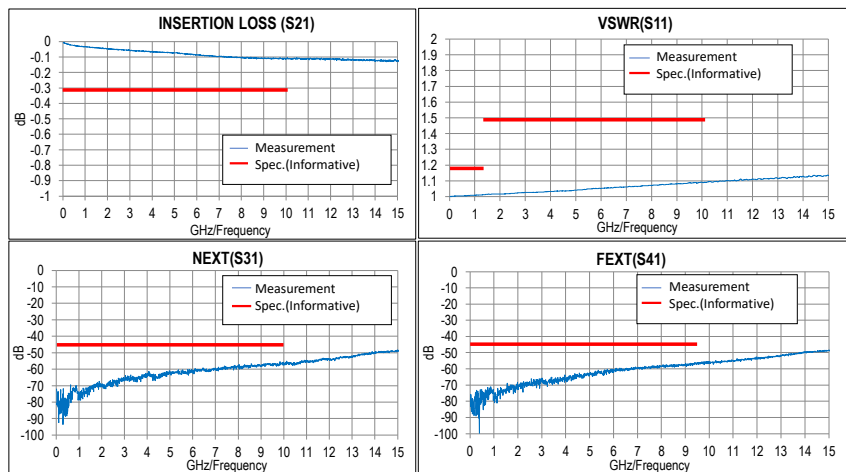 INSERTION LOSS (S21)
0
-0.1
-0.2
-0.3
-0.4
-0.5
-0.6
-0.7
-0.8
-0.9
-1
dB
Measurement
Spec.(Informative)
0 1 2 3 4 5 6 7 8 9 10 11 12 13 14 15
GHz/Frequency
VSWR(S11)
2
1.9
1.8
1.7
1.6
1.5
1.4
1.3
1.2
1.1
1
Measurement
Spec.(Informative)
0 1 2 3 4 5 6 7 8 9 10 11 12 13 14 15
GHz/Frequency
NEXT(S31)
0
-10
-20
-30
-40
-50
-60
-70
-80
-90
-100
dB
Measurement
Spec.(Informative)
0 1 2 3 4 5 6 7 8 9 10 11 12 13 14 15
GHz/Frequency
FEXT(S41)
0
-10
-20
-30
-40
-50
-60
-70
-80
-90
-100
dB
Measurement
Spec.(Informative)
0 1 2 3 4 5 6 7 8 9 10 11 12 13 14 15
GHz/Frequency